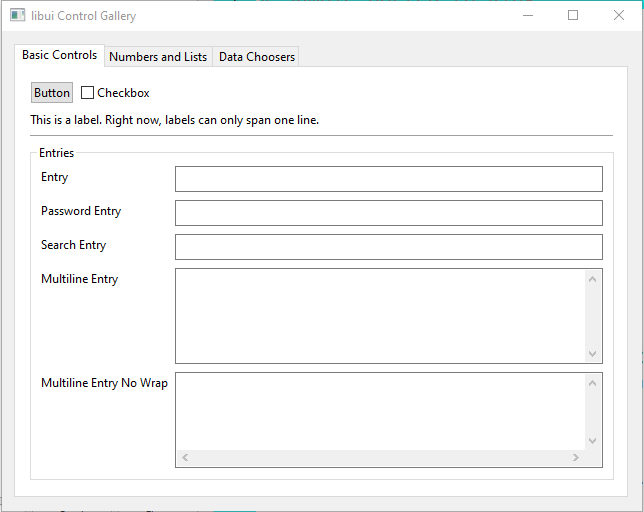 libui Control Gallery
Basic Controls Numbers and Lists Data Choosers
Button Checkbox
This is a label. Right now, labels can only span one line.
Entries
Entry
Password Entry
Search Entry
Multiline Entry
Multiline Entry No Wrap